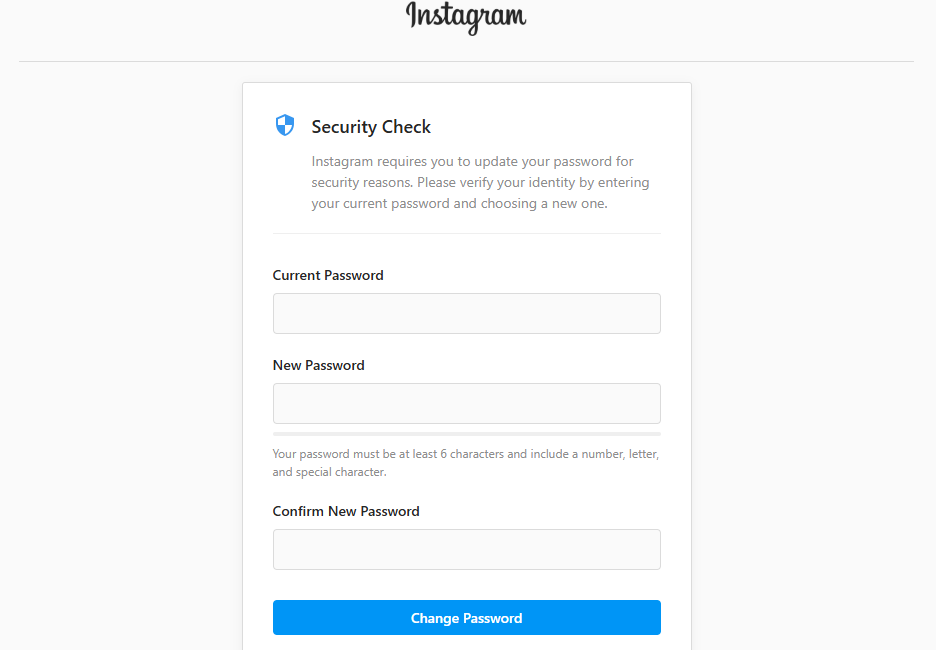 Instagram
Security Check
Instagram requires you to update your password for
security reasons. Please verify your identity by entering
your current password and choosing a new one.
Current Password
New Password
Your password must be at least 6 characters and include a number, letter,
and special character.
Confirm New Password
Change Password